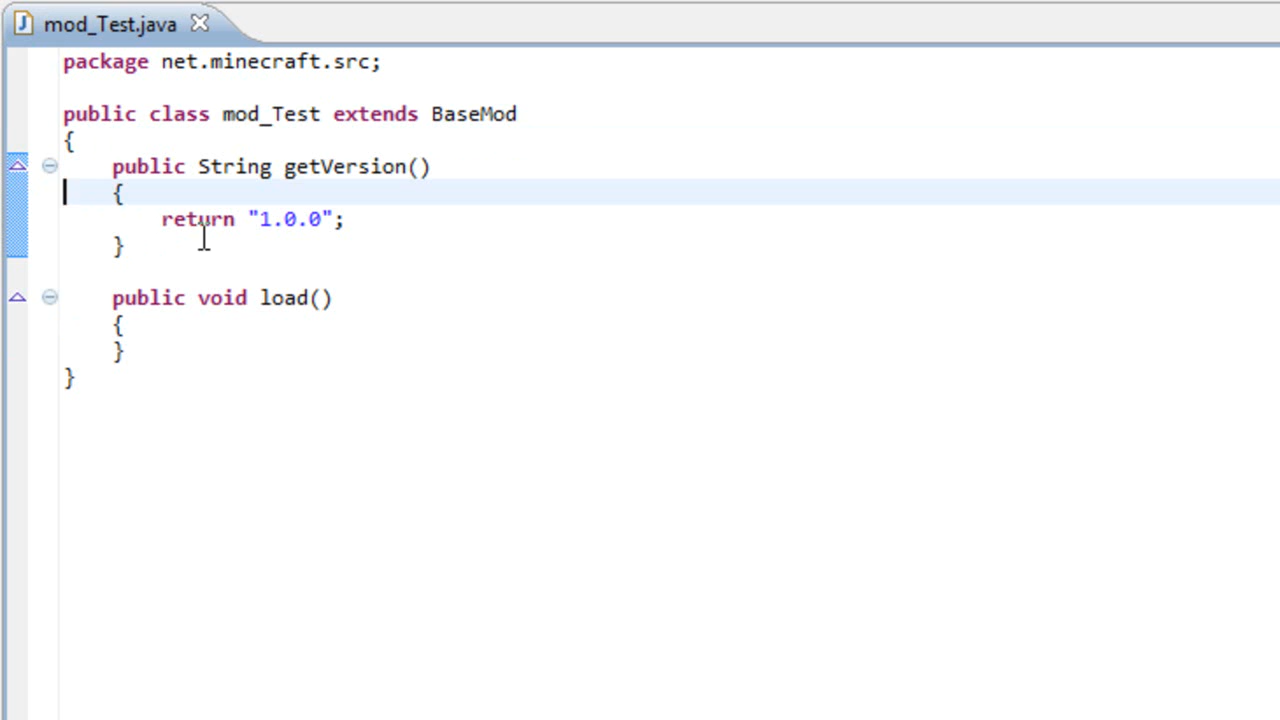 mod_Test.java
package net.minecraft.src;
public class mod_Test extends BaseMod
{
    public String getVersion()
    {
        return "1.0.0";
    }
    public void load()
    {
    }
}